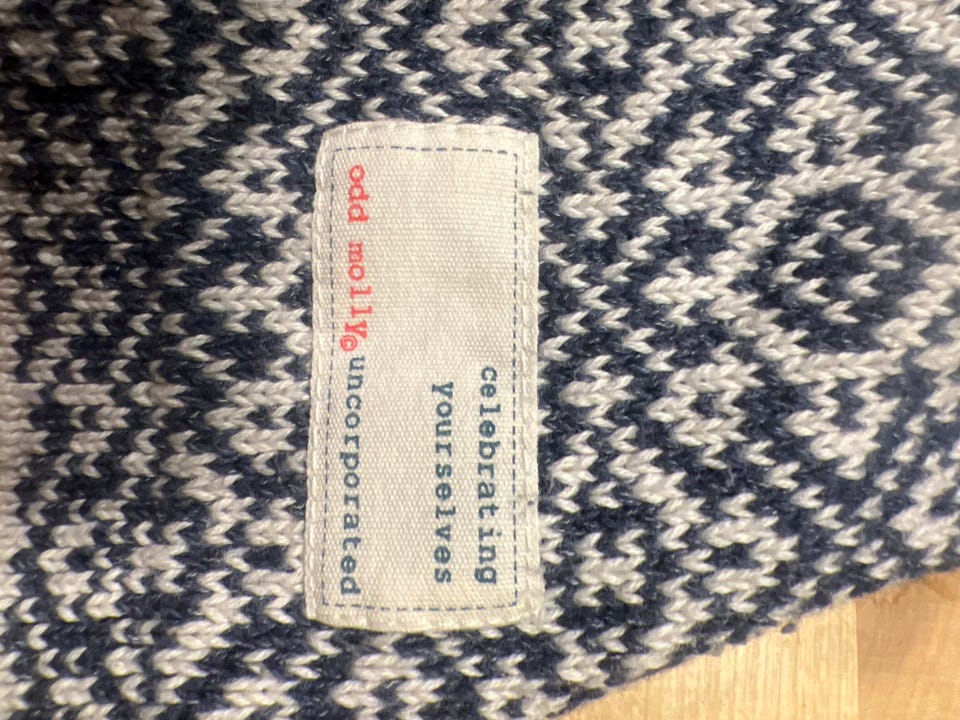 celebrating
yourselves
odd molly©uncorporated